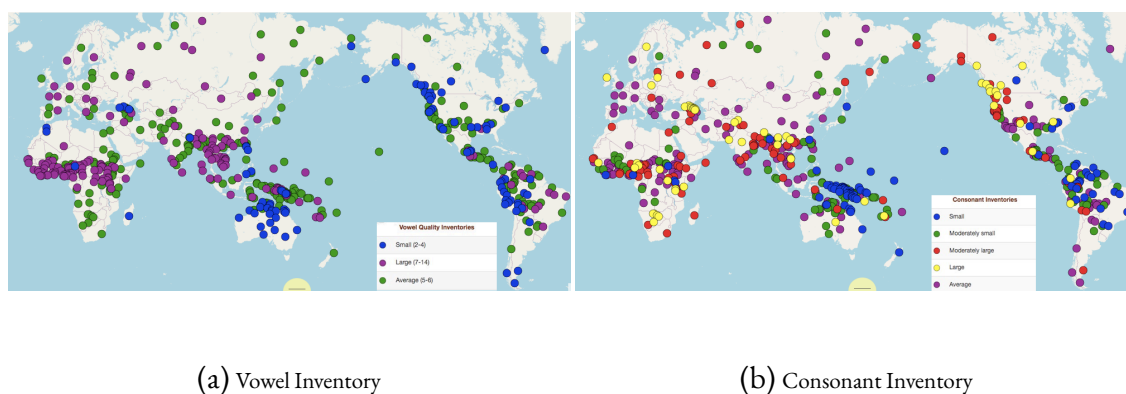 Vowel Quality Inventories
Small (2-4)
Large (7-14)
Average (5-6)
Consonant Inventories
Small
Moderately small
Moderately large
Large
Average
(a) Vowel Inventory
(b) Consonant Inventory